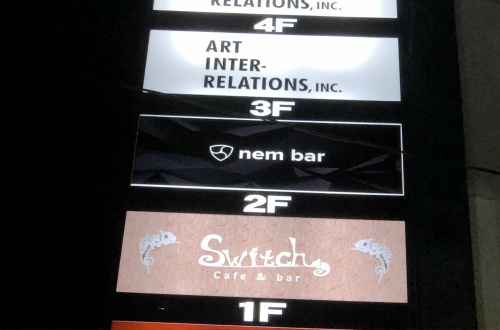 RELATIONS, INC.
4F
ART
INTER-
RELATIONS, INC.
3F
nem bar
2F
Switch
Cafe & bar
1F